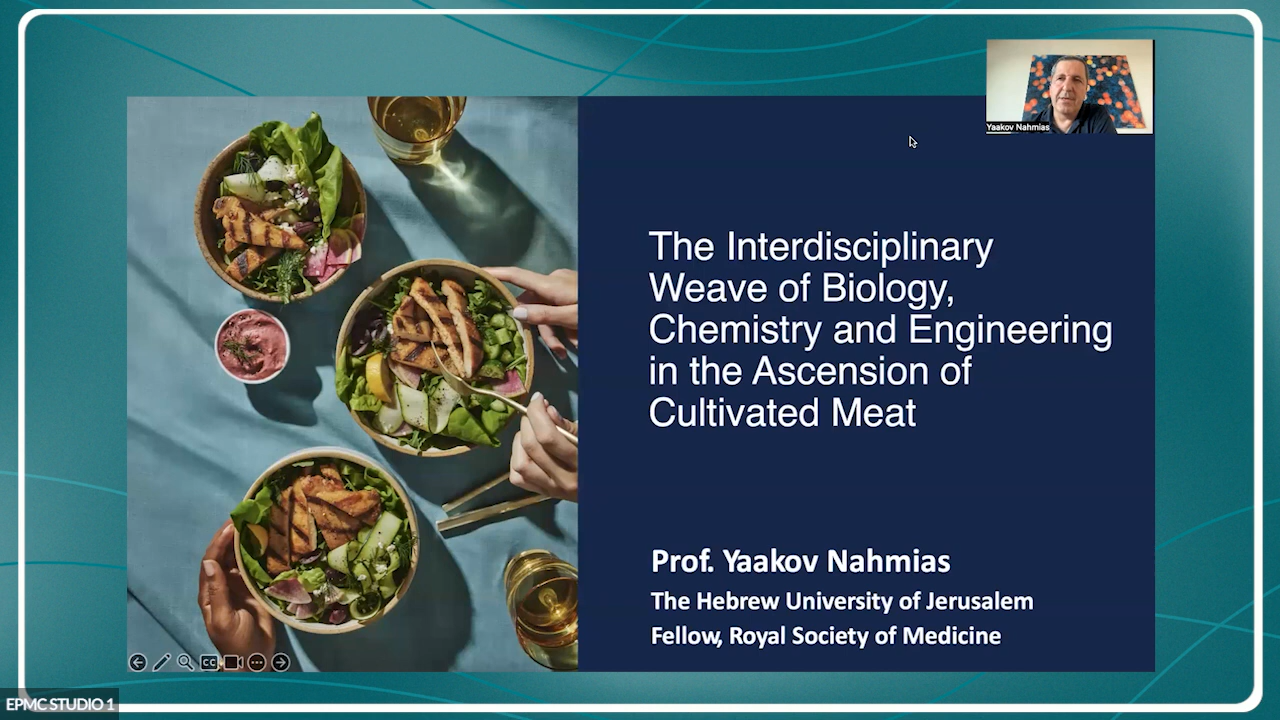 Yaakov Nahmias
The Interdisciplinary
Weave of Biology,
Chemistry and Engineering
in the Ascension of
Cultivated Meat
Prof. Yaakov Nahmias
The Hebrew University of Jerusalem
Fellow, Royal Society of Medicine
CC
EPMC STUDIO 1